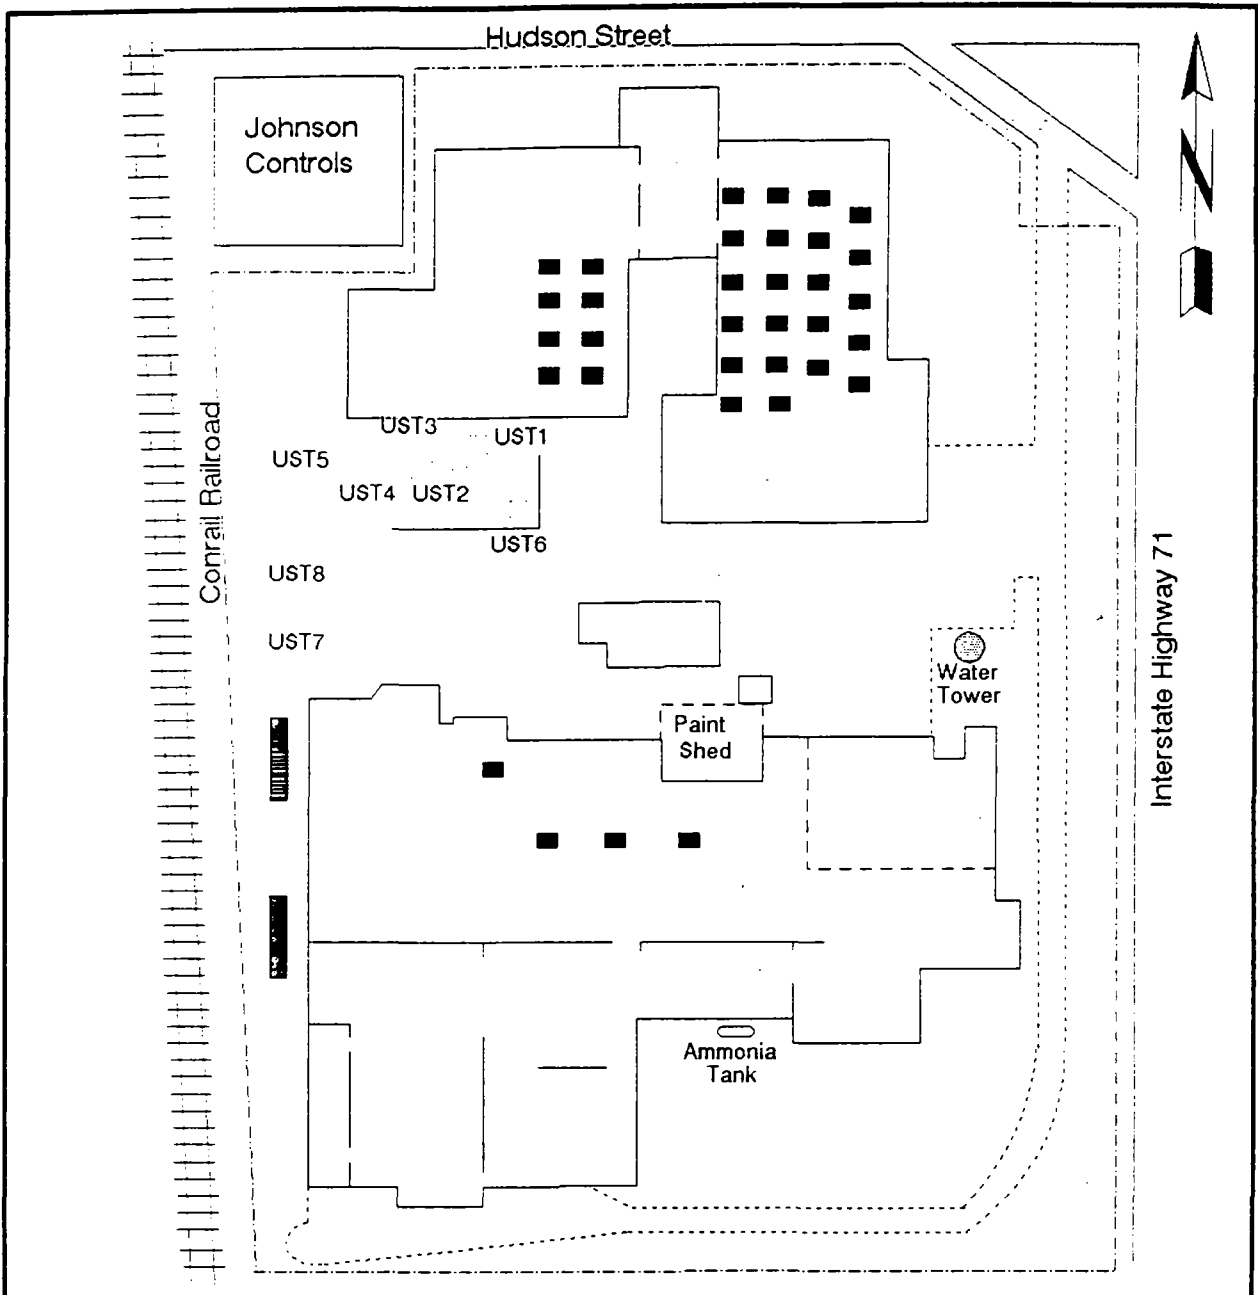 Hudson Street
Johnson
Controls
N
UST3
UST1
UST5
UST4
UST2
UST6
Conrail Railroad
UST8
UST7
Interstate Highway 71
Water
Tower
Paint
Shed
Ammonia
Tank